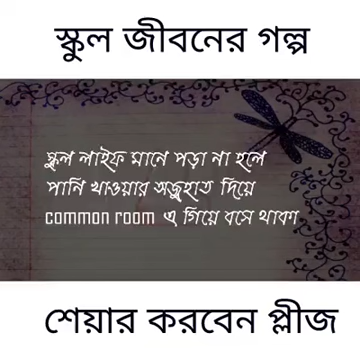 স্কুল জীবনের গল্প
স্কুল লাইফ মানে পড়া না হলে
পানি খাওয়ার অজুহাত দিয়ে
common room এ গিয়ে বসে থাকা
শেয়ার করবেন প্লীজ